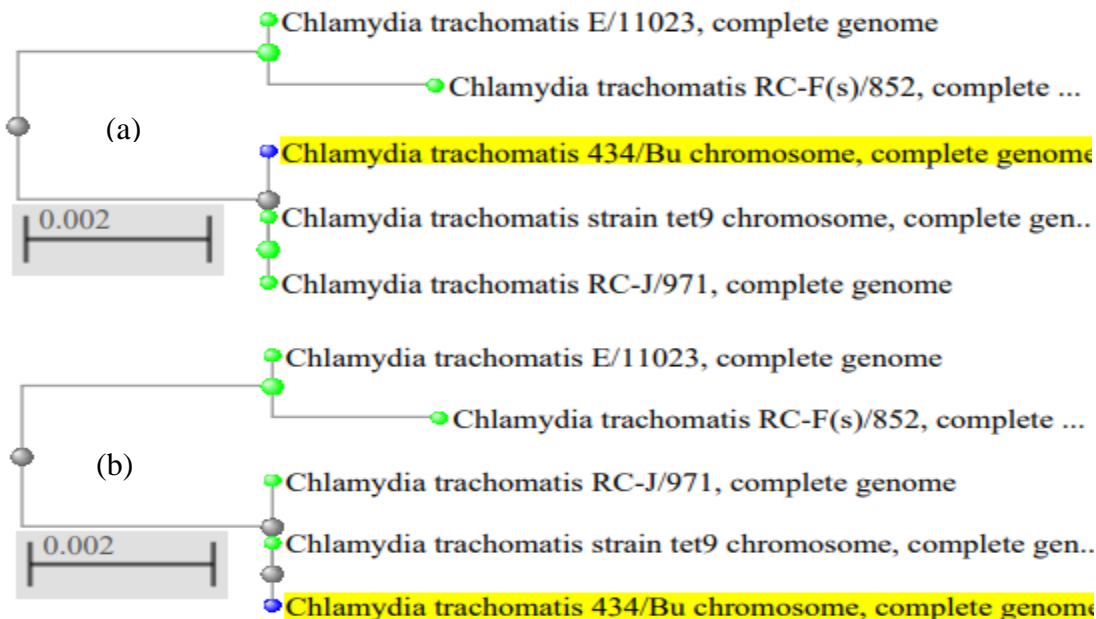 Chlamydia trachomatis E/11023, complete genome
Chlamydia trachomatis RC-F(s)/852, complete ...
(a)
Chlamydia trachomatis 434/Bu chromosome, complete genome
0.002
Chlamydia trachomatis strain tet9 chromosome, complete gen..
Chlamydia trachomatis RC-J/971, complete genome
Chlamydia trachomatis E/11023, complete genome
Chlamydia trachomatis RC-F(s)/852, complete ...
(b)
Chlamydia trachomatis RC-J/971, complete genome
0.002
Chlamydia trachomatis strain tet9 chromosome, complete gen..
Chlamydia trachomatis 434/Bu chromosome, complete genome